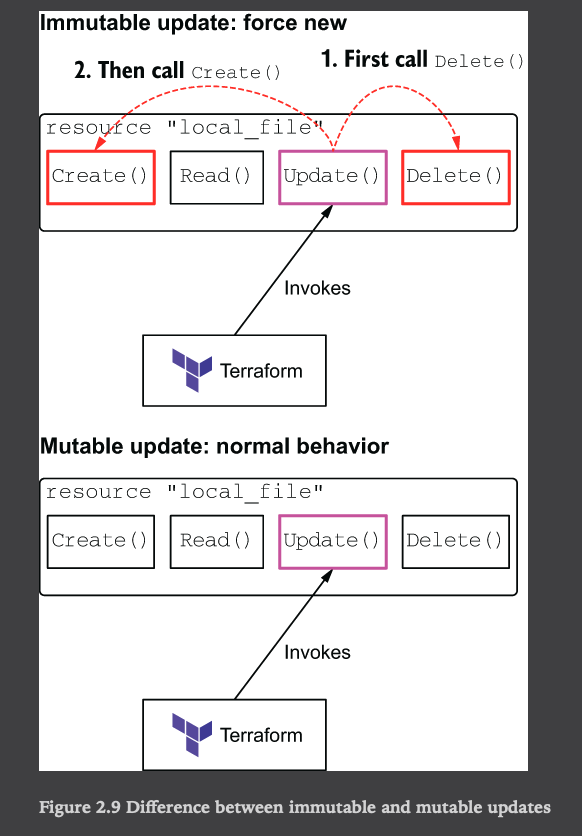 Immutable update: force new
1. First call Delete()
2. Then call Create()
resource "local_file"
Create() Read() Update() Delete()
Invokes
Terraform
Mutable update: normal behavior
resource "local_file"
Create() Read() Update() Delete()
Invokes
Terraform
Figure 2.9 Difference between immutable and mutable updates